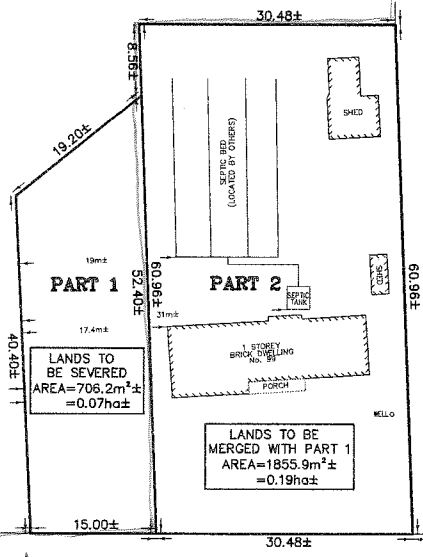 30.48±
8.56±
SHED
19.20±
SEPTIC BED
(LOCATED BY OTHERS)
19m±
PART 1
52.40±
60.96±
PART 2
SHED
60.96±
SEPTIC
TANK
31m±
17.4m±
40.40±
1 STOREY
BRICK DWELLING
No. 99
LANDS TO
BE SEVERED
AREA=706.2m²±
=0.07ha±
PORCH
WELL
LANDS TO BE
MERGED WITH PART 1
AREA=1855.9m²±
=0.19ha±
15.00±
30.48±